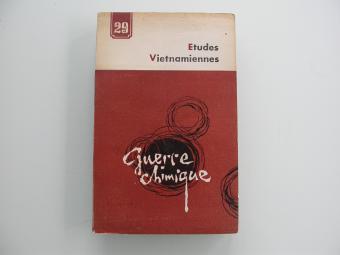 29
Etudes
Vietnamiennes
Guerre
chimique